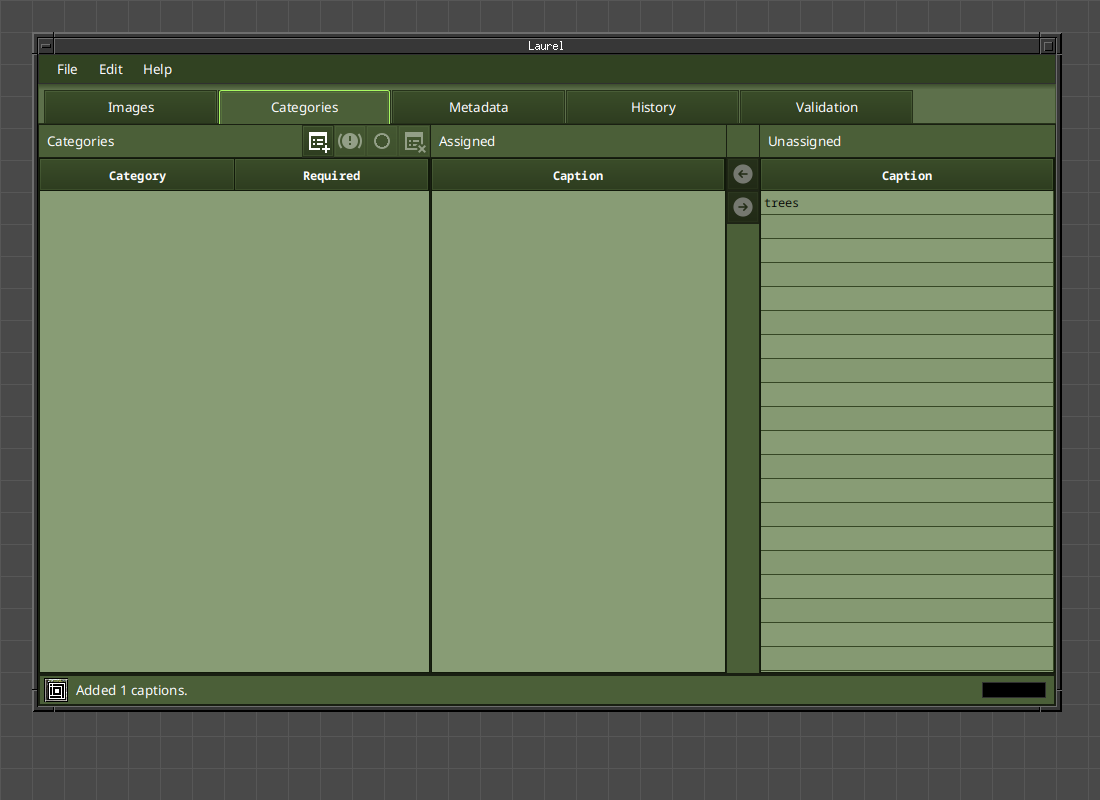 Laurel
File Edit Help
Images Categories Metadata History Validation
Categories Assigned Unassigned
Category Required Caption Caption
trees
Added 1 captions.